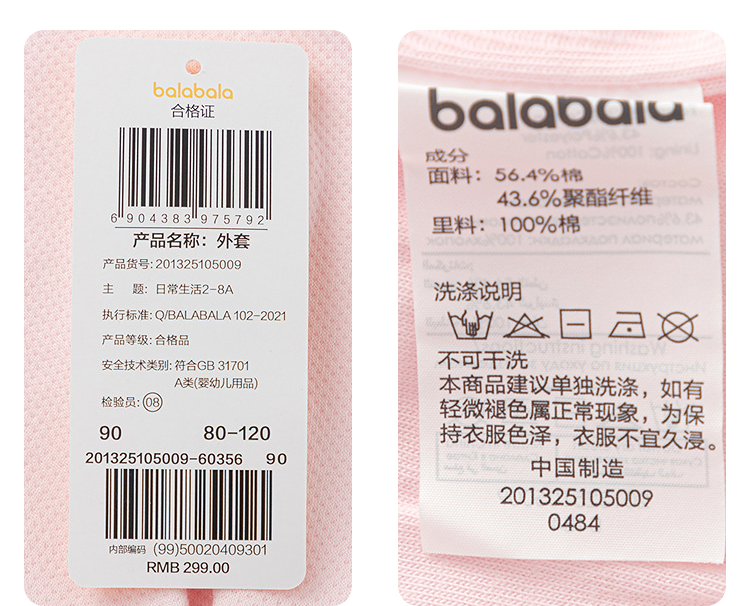 balabala
合格证
6 904383 975792
产品名称：外套
产品货号: 201325105009
主 题: 日常生活2-8A
执行标准: Q/BALABALA 102-2021
产品等级: 合格品
安全技术类别: 符合GB 31701
A类(婴幼儿用品)
检验员: 08
90 80-120
201325105009-60356 90
内部编码 (99)50020409301
RMB 299.00
balabala
成分
面料：56.4%棉
43.6%聚酯纤维
里料：100%棉
洗涤说明
不可干洗
本商品建议单独洗涤，如有
轻微褪色属正常现象，为保
持衣服色泽，衣服不宜久浸。
中国制造
201325105009
0484